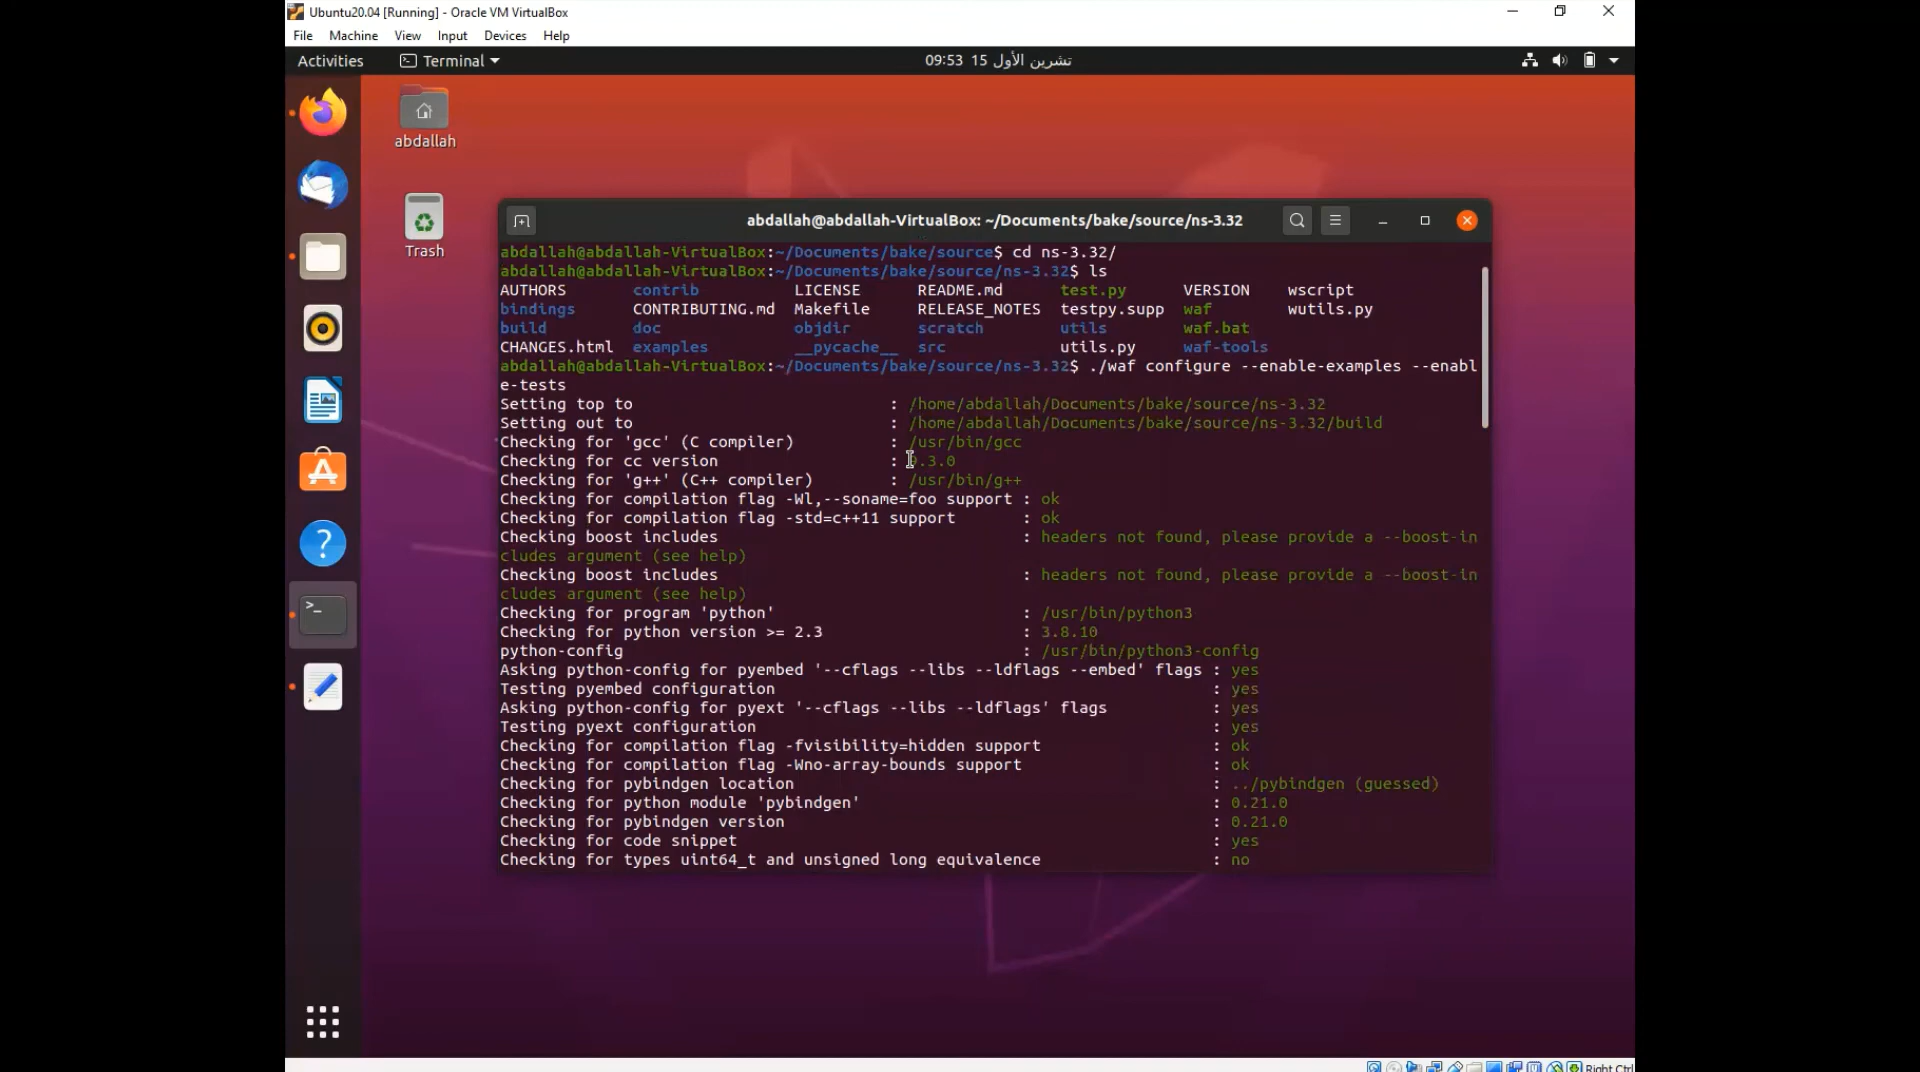 Ubuntu20.04 [Running] - Oracle VM VirtualBox
File Machine View Input Devices Help
Activities Terminal 09:53 15 تشرين الأول
abdallah
Trash
abdallah@abdallah-VirtualBox: ~/Documents/bake/source/ns-3.32
abdallah@abdallah-VirtualBox:~/Documents/bake/source$ cd ns-3.32/
abdallah@abdallah-VirtualBox:~/Documents/bake/source/ns-3.32$ ls
AUTHORS contrib LICENSE README.md test.py VERSION wscript
bindings CONTRIBUTING.md Makefile RELEASE_NOTES testpy.supp waf wutils.py
build doc objdir scratch utils waf.bat
CHANGES.html examples __pycache__ src utils.py waf-tools
abdallah@abdallah-VirtualBox:~/Documents/bake/source/ns-3.32$ ./waf configure --enable-examples --enabl
e-tests
Setting top to : /home/abdallah/Documents/bake/source/ns-3.32
Setting out to : /home/abdallah/Documents/bake/source/ns-3.32/build
Checking for 'gcc' (C compiler) : /usr/bin/gcc
Checking for cc version : 9.3.0
Checking for 'g++' (C++ compiler) : /usr/bin/g++
Checking for compilation flag -Wl,--soname=foo support : ok
Checking for compilation flag -std=c++11 support : ok
Checking boost includes : headers not found, please provide a --boost-in
cludes argument (see help)
Checking boost includes : headers not found, please provide a --boost-in
cludes argument (see help)
Checking for program 'python' : /usr/bin/python3
Checking for python version >= 2.3 : 3.8.10
python-config : /usr/bin/python3-config
Asking python-config for pyembed '--cflags --libs --ldflags --embed' flags : yes
Testing pyembed configuration : yes
Asking python-config for pyext '--cflags --libs --ldflags' flags : yes
Testing pyext configuration : yes
Checking for compilation flag -fvisibility=hidden support : ok
Checking for compilation flag -Wno-array-bounds support : ok
Checking for pybindgen location : ../pybindgen (guessed)
Checking for python module 'pybindgen' : 0.21.0
Checking for pybindgen version : 0.21.0
Checking for code snippet : yes
Checking for types uint64_t and unsigned long equivalence : no
Right Ctrl